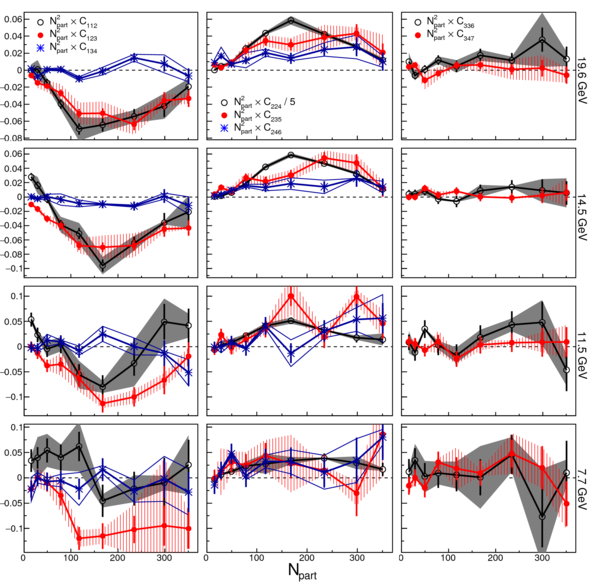 N²part × C112
N²part × C123
N²part × C134
N²part × C224 / 5
N²part × C235
N²part × C246
N²part × C336
N²part × C347
0.06
0.04
0.02
0
−0.02
−0.04
−0.06
−0.08
19.6 GeV
0.06
0.04
0.02
0
−0.02
−0.04
−0.06
−0.08
−0.1
14.5 GeV
0.1
0.05
0
−0.05
−0.1
11.5 GeV
0.1
0.05
0
−0.05
−0.1
7.7 GeV
0 100 200 300 0 100 200 300 0 100 200 300
Npart